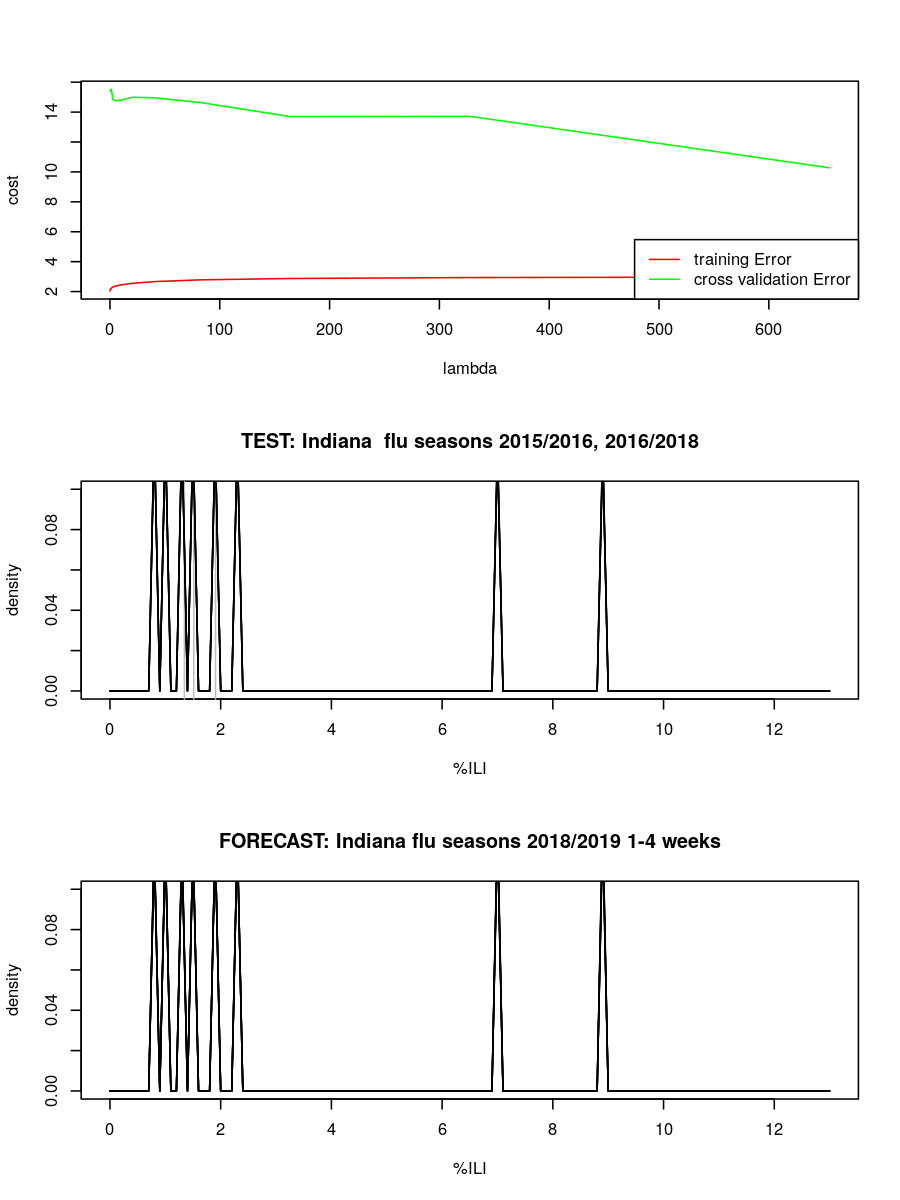 14
10
8
6
4
2
cost
training Error
cross validation Error
0 100 200 300 400 500 600
lambda
TEST: Indiana  flu seasons 2015/2016, 2016/2018
0.08
0.04
0.00
density
0 2 4 6 8 10 12
%ILI
FORECAST: Indiana flu seasons 2018/2019 1-4 weeks
0.08
0.04
0.00
density
0 2 4 6 8 10 12
%ILI